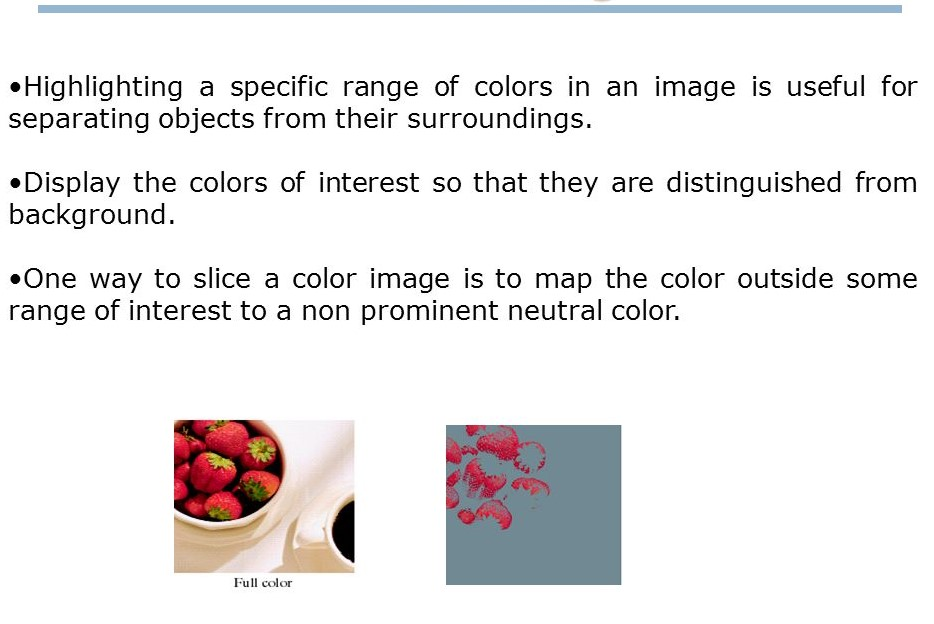 •Highlighting a specific range of colors in an image is useful for
separating objects from their surroundings.
•Display the colors of interest so that they are distinguished from
background.
•One way to slice a color image is to map the color outside some
range of interest to a non prominent neutral color.
Full color